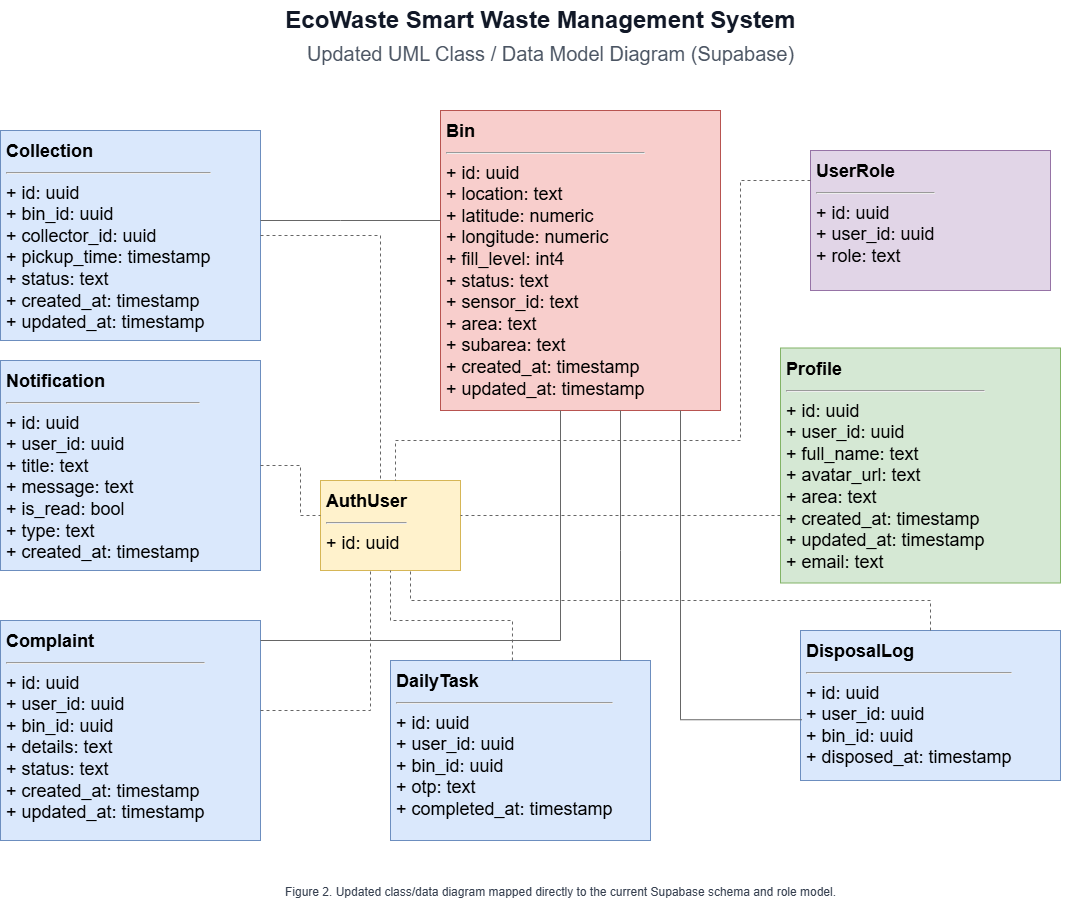 EcoWaste Smart Waste Management System
Updated UML Class / Data Model Diagram (Supabase)
Collection
+ id: uuid
+ bin_id: uuid
+ collector_id: uuid
+ pickup_time: timestamp
+ status: text
+ created_at: timestamp
+ updated_at: timestamp
Bin
+ id: uuid
+ location: text
+ latitude: numeric
+ longitude: numeric
+ fill_level: int4
+ status: text
+ sensor_id: text
+ area: text
+ subarea: text
+ created_at: timestamp
+ updated_at: timestamp
UserRole
+ id: uuid
+ user_id: uuid
+ role: text
Notification
+ id: uuid
+ user_id: uuid
+ title: text
+ message: text
+ is_read: bool
+ type: text
+ created_at: timestamp
AuthUser
+ id: uuid
Profile
+ id: uuid
+ user_id: uuid
+ full_name: text
+ avatar_url: text
+ area: text
+ created_at: timestamp
+ updated_at: timestamp
+ email: text
Complaint
+ id: uuid
+ user_id: uuid
+ bin_id: uuid
+ details: text
+ status: text
+ created_at: timestamp
+ updated_at: timestamp
DailyTask
+ id: uuid
+ user_id: uuid
+ bin_id: uuid
+ otp: text
+ completed_at: timestamp
DisposalLog
+ id: uuid
+ user_id: uuid
+ bin_id: uuid
+ disposed_at: timestamp
Figure 2. Updated class/data diagram mapped directly to the current Supabase schema and role model.